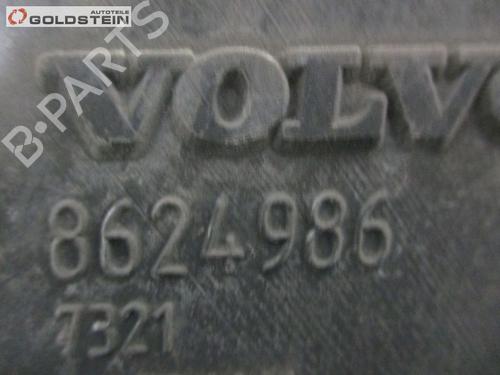 AUTOTEILE
GOLDSTEIN
B-PARTS
VOLVO
8624986
7321